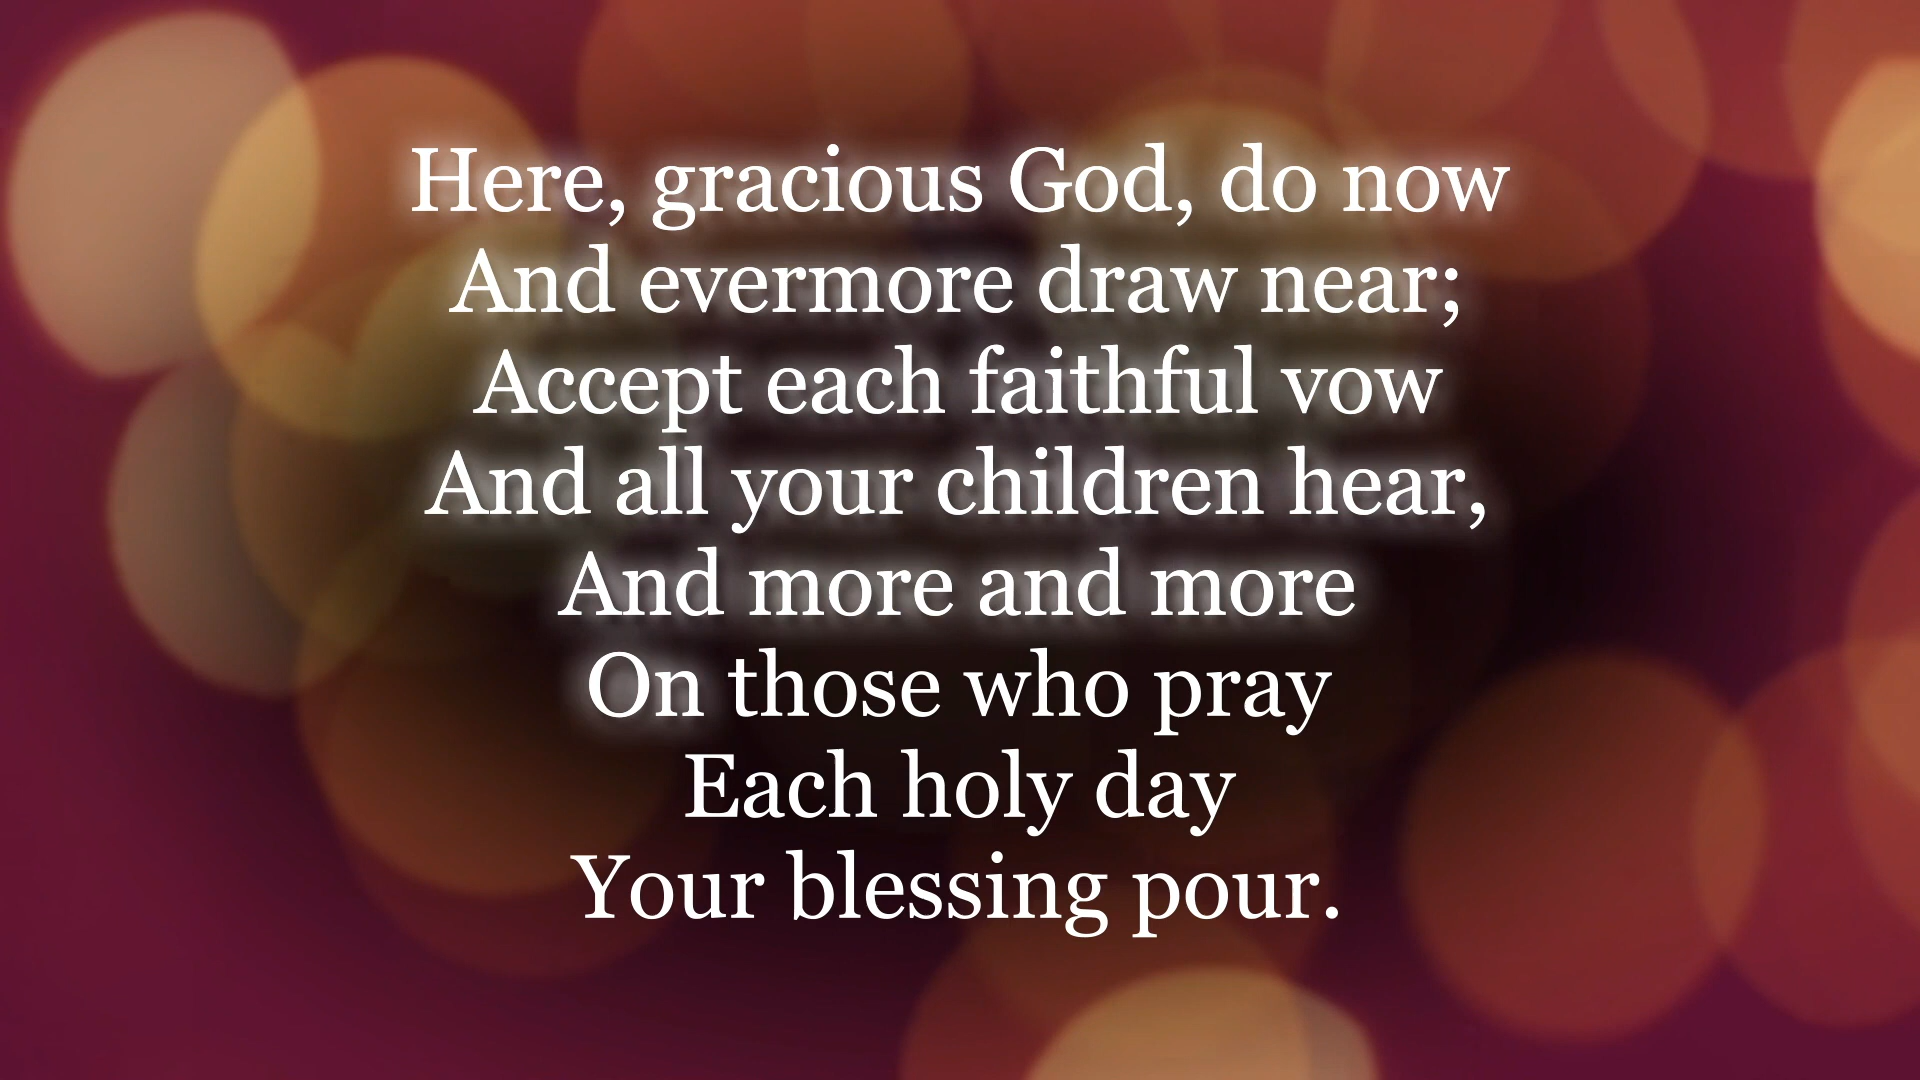 Here, gracious God, do now
And evermore draw near;
Accept each faithful vow
And all your children hear,
And more and more
On those who pray
Each holy day
Your blessing pour.